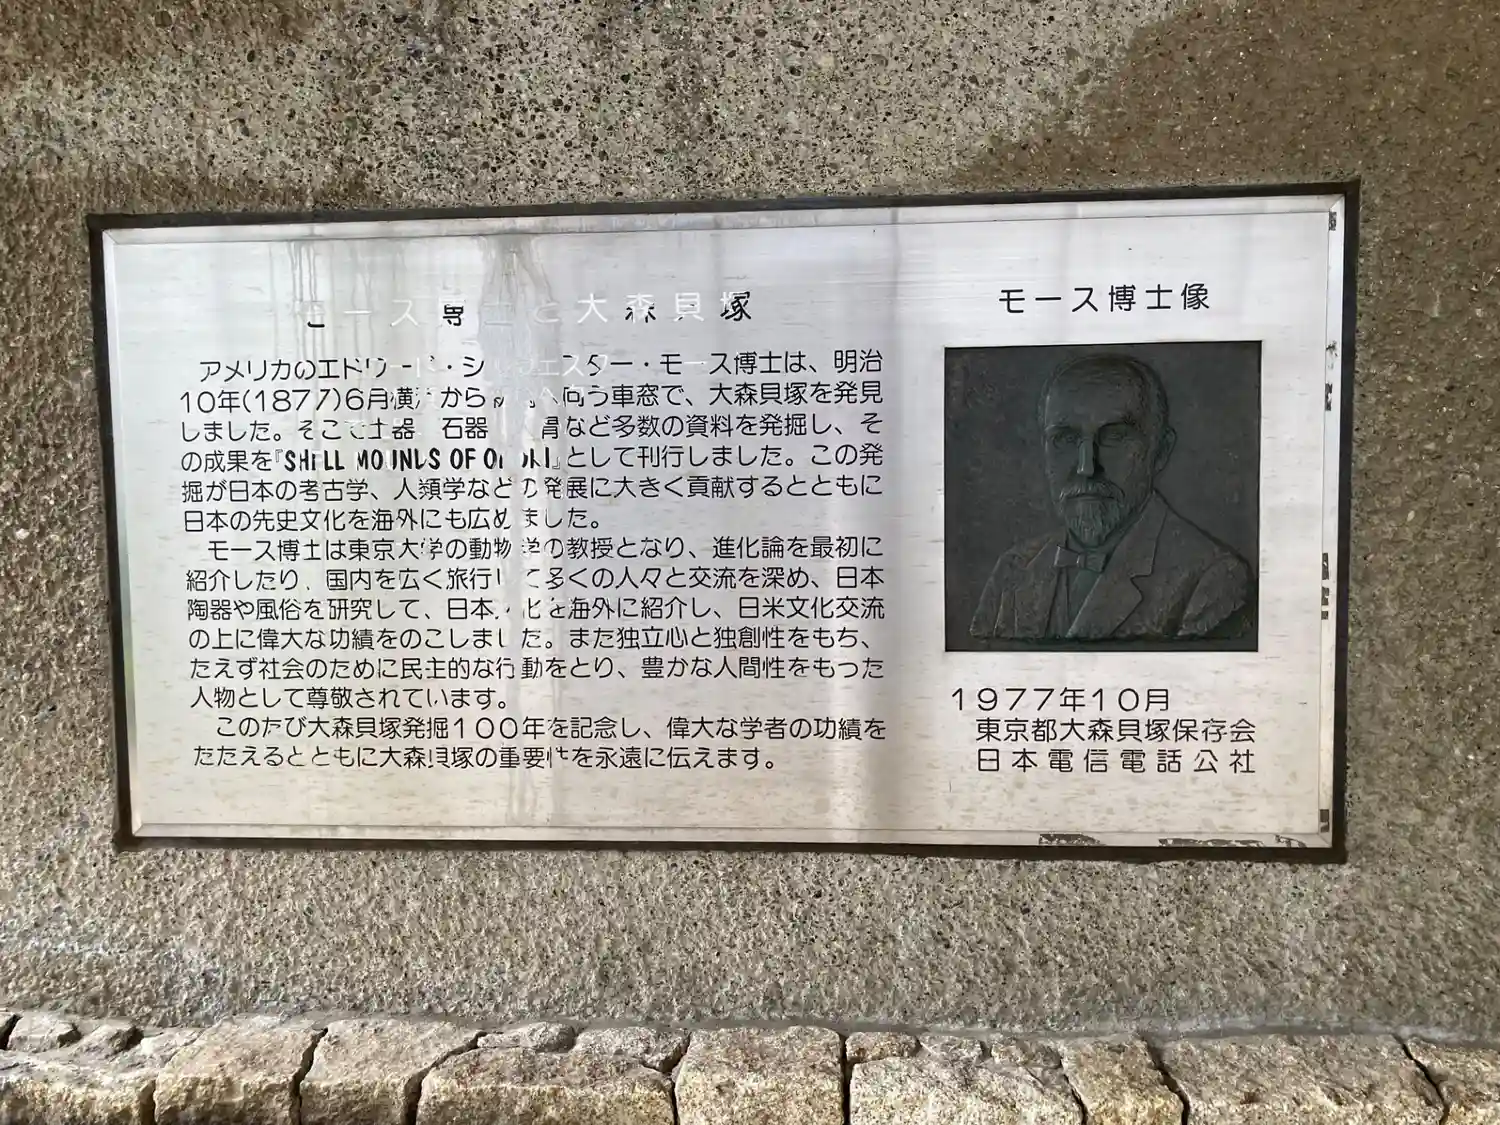 モース博士と大森貝塚
アメリカのエドワード・シルヴェスター・モース博士は、明治
10年(1877)6月横浜から東京へ向う車窓で、大森貝塚を発見
しました。そこで土器、石器、人骨など多数の資料を発掘し、そ
の成果を『SHELL MOUNDS OF OMORI』として刊行しました。この発
掘が日本の考古学、人類学などの発展に大きく貢献するとともに
日本の先史文化を海外にも広めました。
モース博士は東京大学の動物学の教授となり、進化論を最初に
紹介したり、国内を広く旅行して多くの人々と交流を深め、日本
陶器や風俗を研究して、日本文化を海外に紹介し、日米文化交流
の上に偉大な功績をのこしました。また独立心と独創性をもち、
たえず社会のために民主的な行動をとり、豊かな人間性をもった
人物として尊敬されています。
このたび大森貝塚発掘100年を記念し、偉大な学者の功績を
たたえるとともに大森貝塚の重要性を永遠に伝えます。
モース博士像
1977年10月
東京都大森貝塚保存会
日本電信電話公社